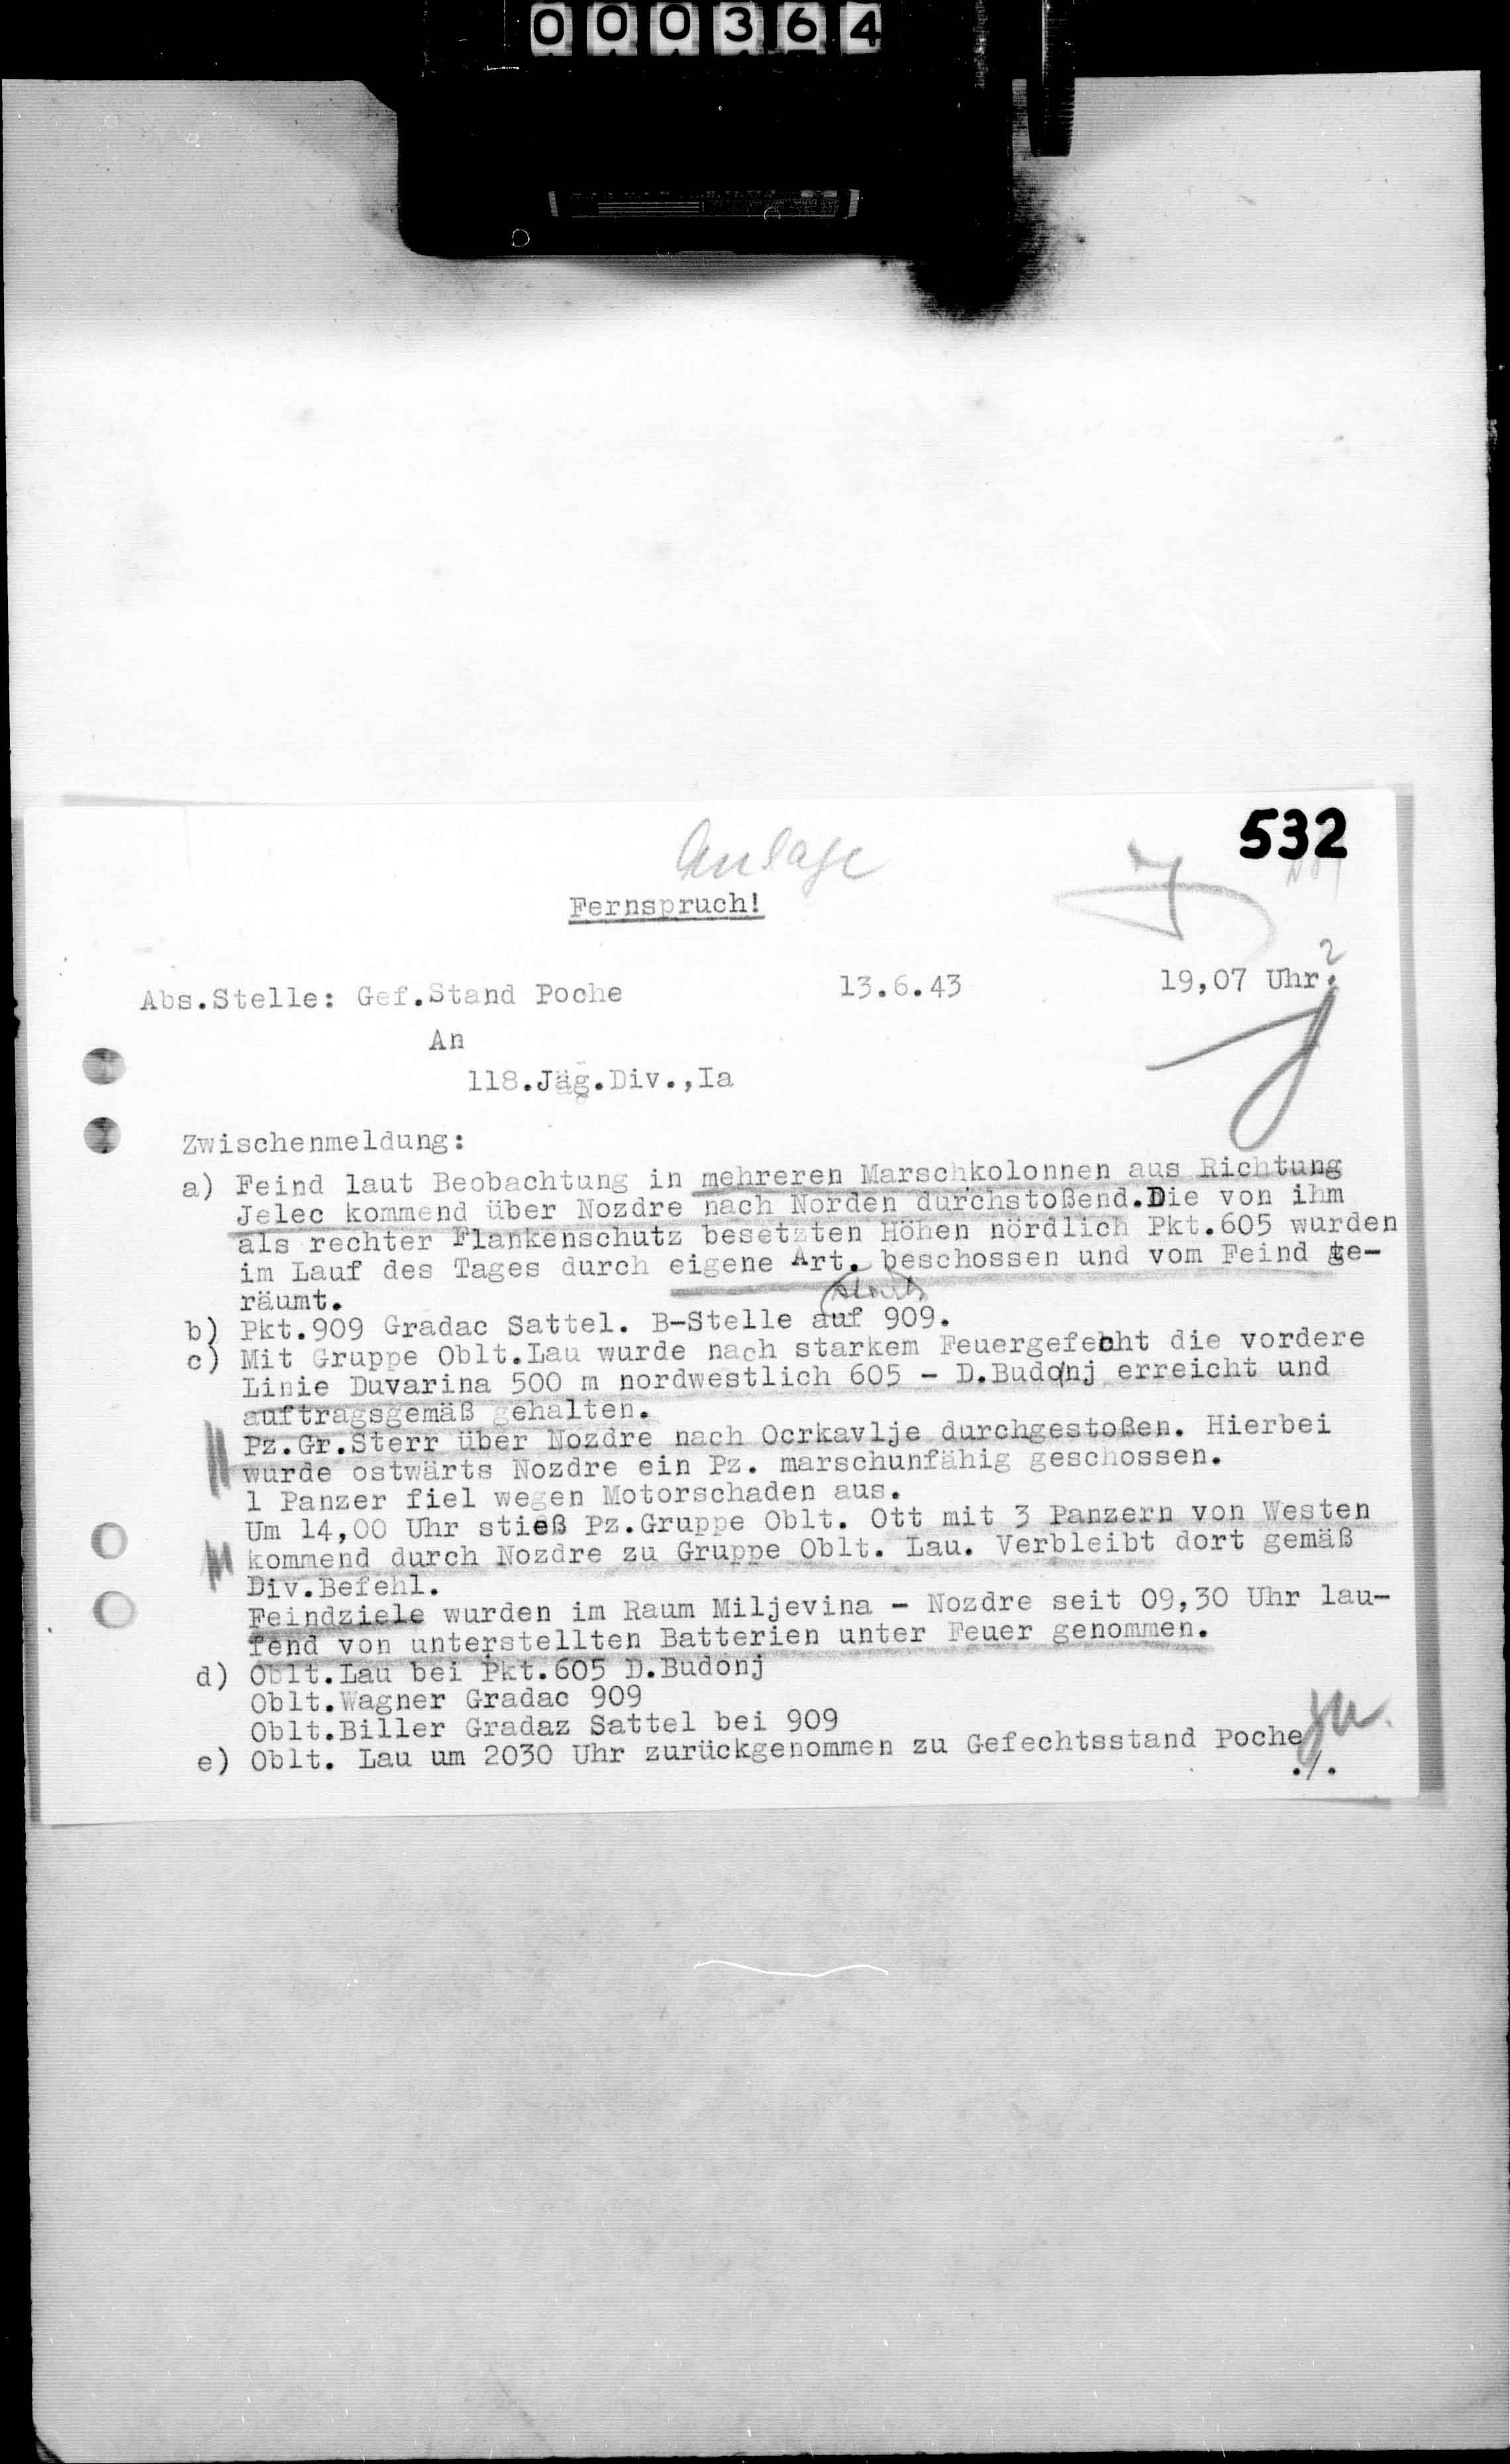 000364
532
Anlage
Fernspruch!
Abs.Stelle: Gef.Stand Poche 13.6.43 19,07 Uhr.
An
118.Jäg.Div.,Ia
Zwischenmeldung:
a) Feind laut Beobachtung in mehreren Marschkolonnen aus Richtung
Jelec kommend über Nozdre nach Norden durchstoßend.Die von ihm
als rechter Flankenschutz besetzten Höhen nördlich Pkt.605 wurden
im Lauf des Tages durch eigene Art. beschossen und vom Feind ge-
räumt.
b) Pkt.909 Gradac Sattel. B-Stelle auf 909.
c) Mit Gruppe Oblt.Lau wurde nach starkem Feuergefecht die vordere
Linie Duvarina 500 m nordwestlich 605 - D.Budonj erreicht und
auftragsgemäß gehalten.
Pz.Gr.Sterr über Nozdre nach Ocrkavlje durchgestoßen. Hierbei
wurde ostwärts Nozdre ein Pz. marschunfähig geschossen.
1 Panzer fiel wegen Motorschaden aus.
Um 14,00 Uhr stieß Pz.Gruppe Oblt. Ott mit 3 Panzern von Westen
kommend durch Nozdre zu Gruppe Oblt. Lau. Verbleibt dort gemäß
Div.Befehl.
Feindziele wurden im Raum Miljevina - Nozdre seit 09,30 Uhr lau-
fend von unterstellten Batterien unter Feuer genommen.
d) Oblt.Lau bei Pkt.605 D.Budonj
Oblt.Wagner Gradac 909
Oblt.Biller Gradaz Sattel bei 909
e) Oblt. Lau um 2030 Uhr zurückgenommen zu Gefechtsstand Poche
./.